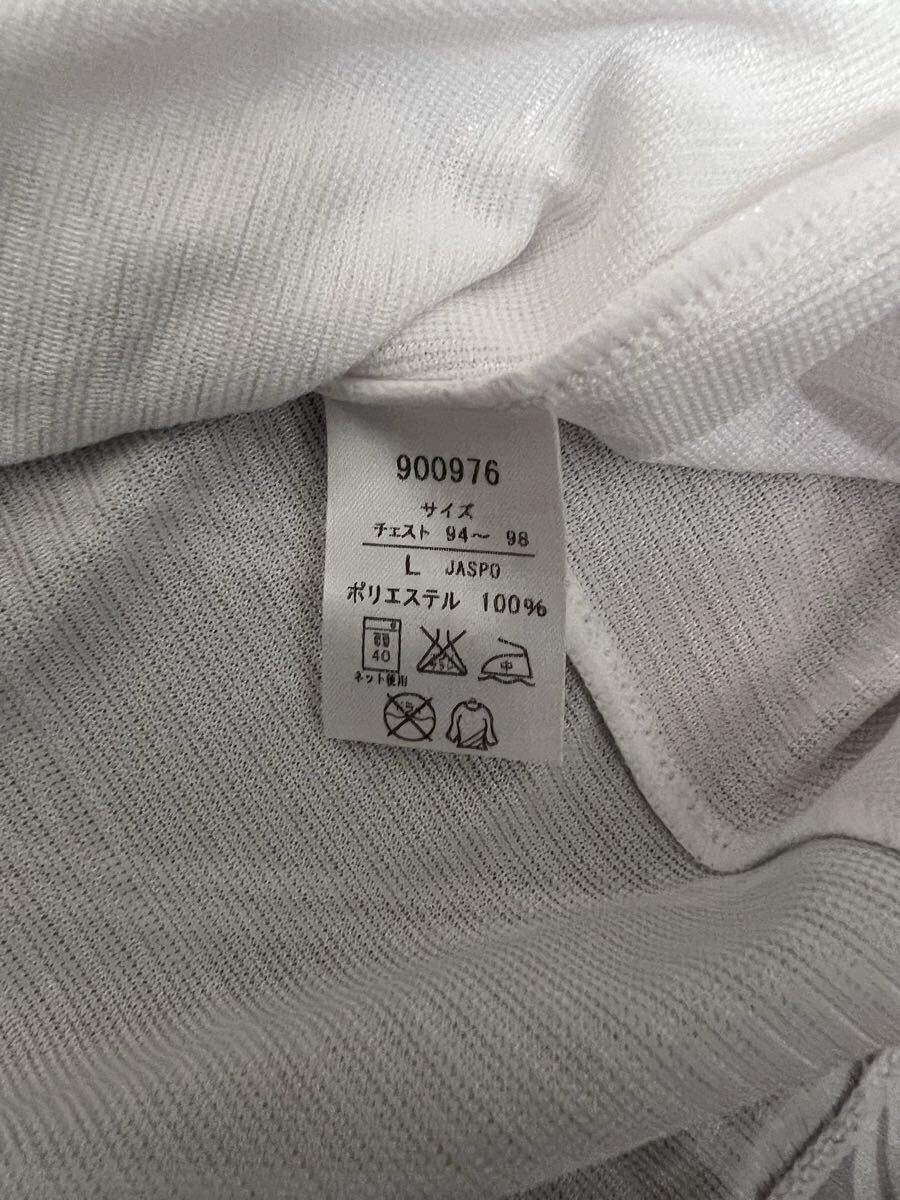 900976
サイズ
チェスト 94～ 98
L JASPO
ポリエステル 100%
40
中
ネット使用